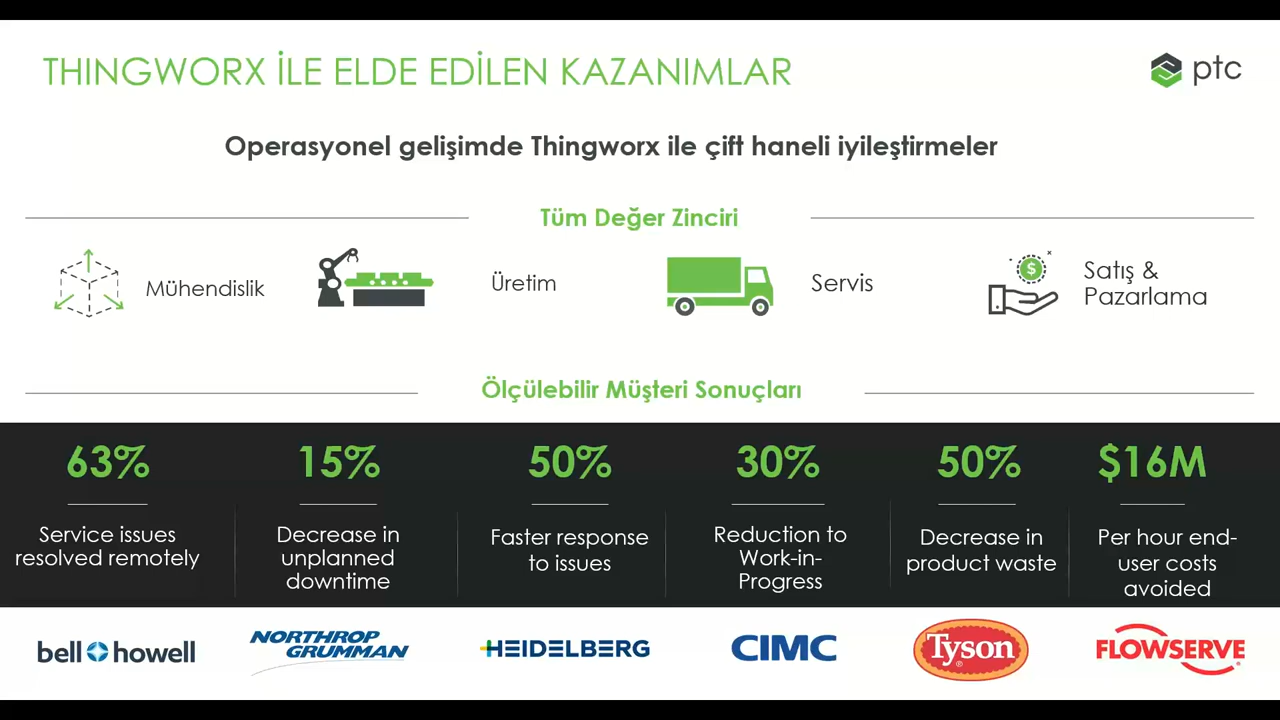 THINGWORX İLE ELDE EDİLEN KAZANIMLAR
ptc
Operasyonel gelişimde Thingworx ile çift haneli iyileştirmeler
Tüm Değer Zinciri
Mühendislik
Üretim
Servis
$
Satış &
Pazarlama
Ölçülebilir Müşteri Sonuçları
63%
Service issues
resolved remotely
15%
Decrease in
unplanned
downtime
50%
Faster response
to issues
30%
Reduction to
Work-in-
Progress
50%
Decrease in
product waste
$16M
Per hour end-
user costs
avoided
bell howell
NORTHROP
GRUMMAN
HEIDELBERG
CIMC
Tyson®
FLOWSERVE®